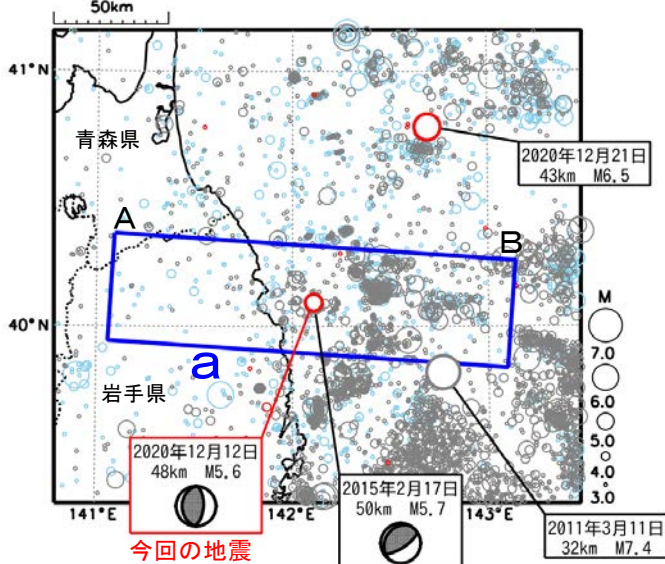 50km
41°N
青森県
2020年12月21日
43km M6.5
A
B
40°N
a
岩手県
M
7.0
6.0
5.0
4.0
3.0
2020年12月12日
48km M5.6
今回の地震
2015年2月17日
50km M5.7
2011年3月11日
32km M7.4
141°E
142°E
143°E